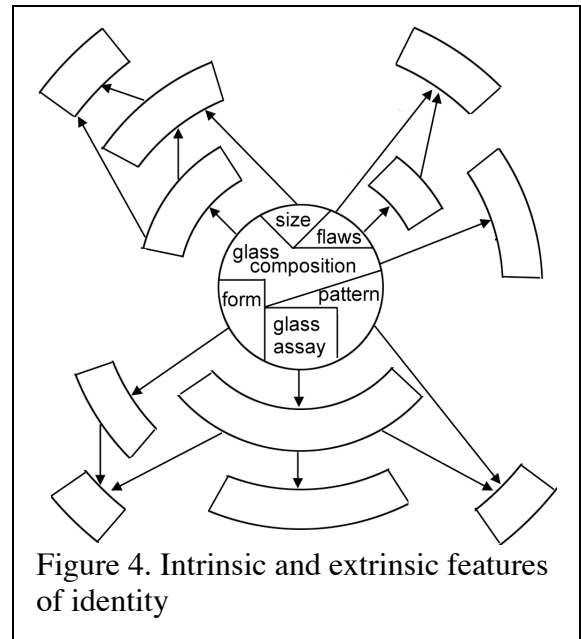 size
flaws
glass
composition
form
pattern
glass
assay
Figure 4. Intrinsic and extrinsic features
of identity